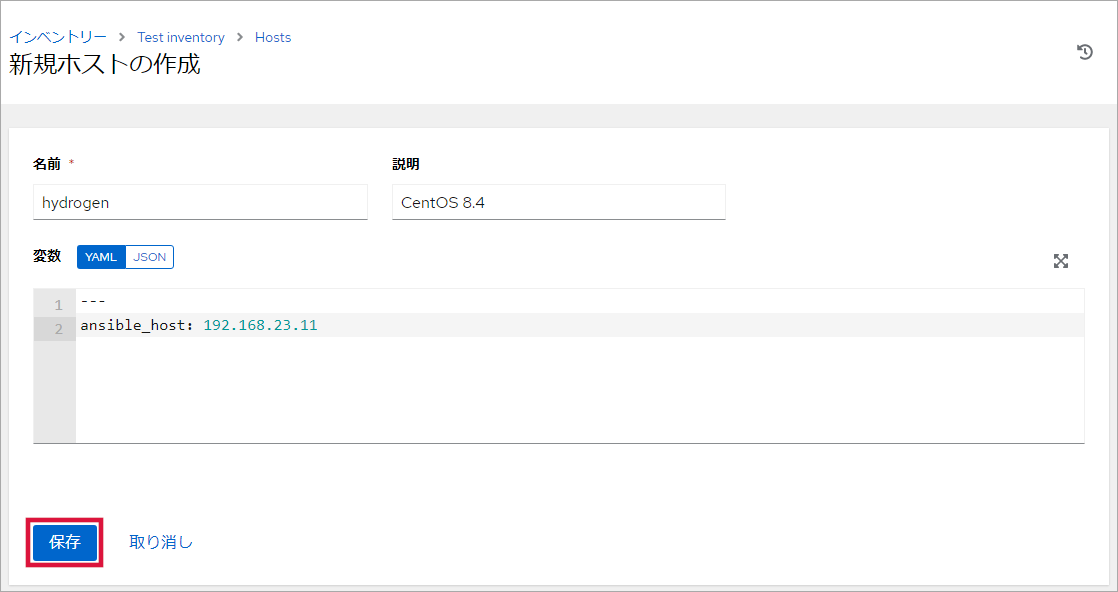 インベントリー > Test inventory > Hosts
新規ホストの作成
名前 *
説明
hydrogen
CentOS 8.4
変数 YAML JSON
1 ---
2 ansible_host: 192.168.23.11
保存 取り消し